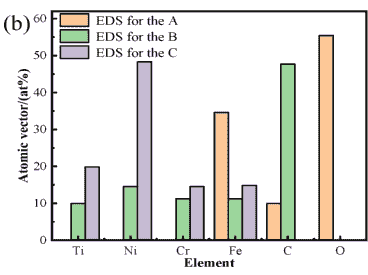 (b)
EDS for the A
EDS for the B
EDS for the C
Atomic vector/(at%)
60
50
40
30
20
10
0
Ti Ni Cr Fe C O
Element